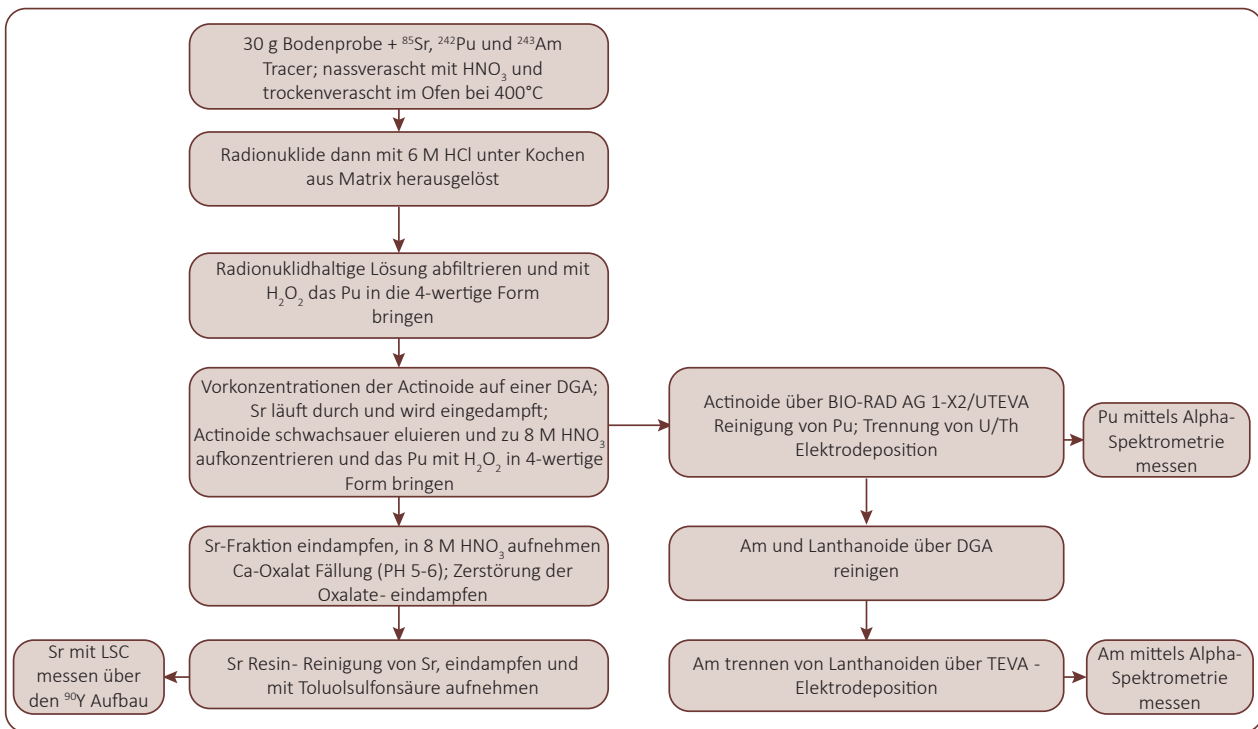 30 g Bodenprobe + ⁸⁵Sr, ²⁴²Pu und ²⁴³Am
Tracer; nassverascht mit HNO₃ und
trockenverascht im Ofen bei 400°C
Radionuklide dann mit 6 M HCl unter Kochen
aus Matrix herausgelöst
Radionuklidhaltige Lösung abfiltrieren und mit
H₂O₂ das Pu in die 4-wertige Form
bringen
Vorkonzentrationen der Actinoide auf einer DGA;
Sr läuft durch und wird eingedampft;
Actinoide schwachsauer eluieren und zu 8 M HNO₃
aufkonzentrieren und das Pu mit H₂O₂ in 4-wertige
Form bringen
Actinoide über BIO-RAD AG 1-X2/UTEVA
Reinigung von Pu; Trennung von U/Th
Elektrodeposition
Pu mittels Alpha-
Spektrometrie
messen
Sr-Fraktion eindampfen, in 8 M HNO₃ aufnehmen
Ca-Oxalat Fällung (PH 5-6); Zerstörung der
Oxalate- eindampfen
Am und Lanthanoide über DGA
reinigen
Sr mit LSC
messen über
den ⁹⁰Y Aufbau
Sr Resin- Reinigung von Sr, eindampfen und
mit Toluolsulfonsäure aufnehmen
Am trennen von Lanthanoiden über TEVA -
Elektrodeposition
Am mittels Alpha-
Spektrometrie
messen